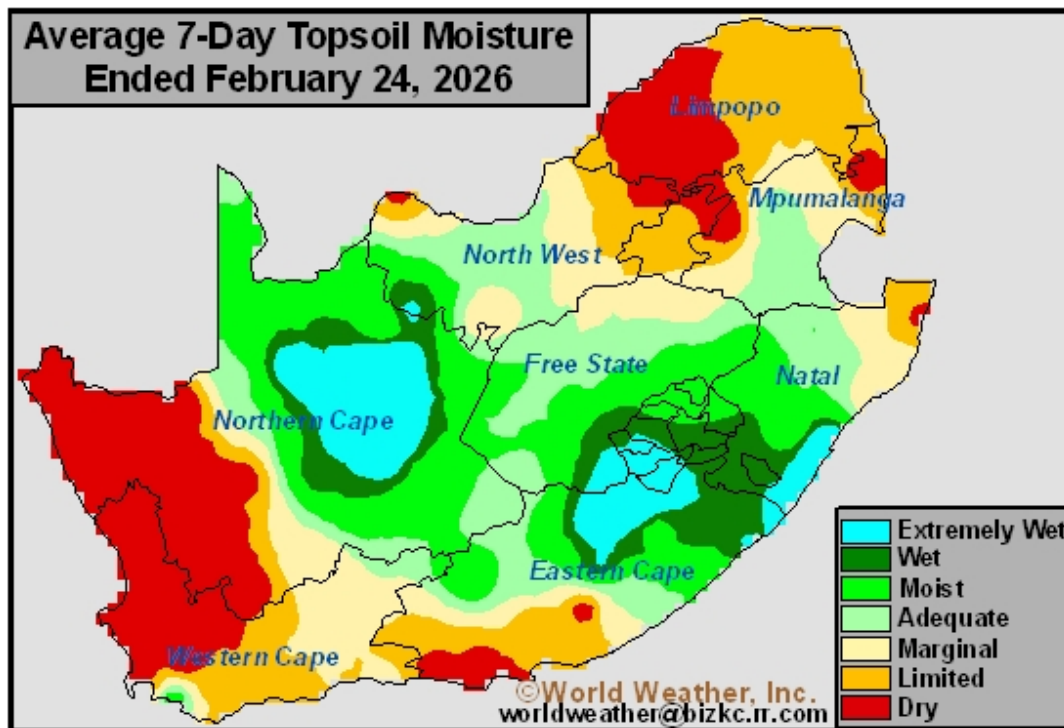 Average 7-Day Topsoil Moisture
Ended February 24, 2026
Limpopo
Mpumalanga
North West
Free State
Natal
Northern Cape
Eastern Cape
Western Cape
Extremely Wet
Wet
Moist
Adequate
Marginal
Limited
Dry
©World Weather, Inc.
worldweather@bizkc.rr.com